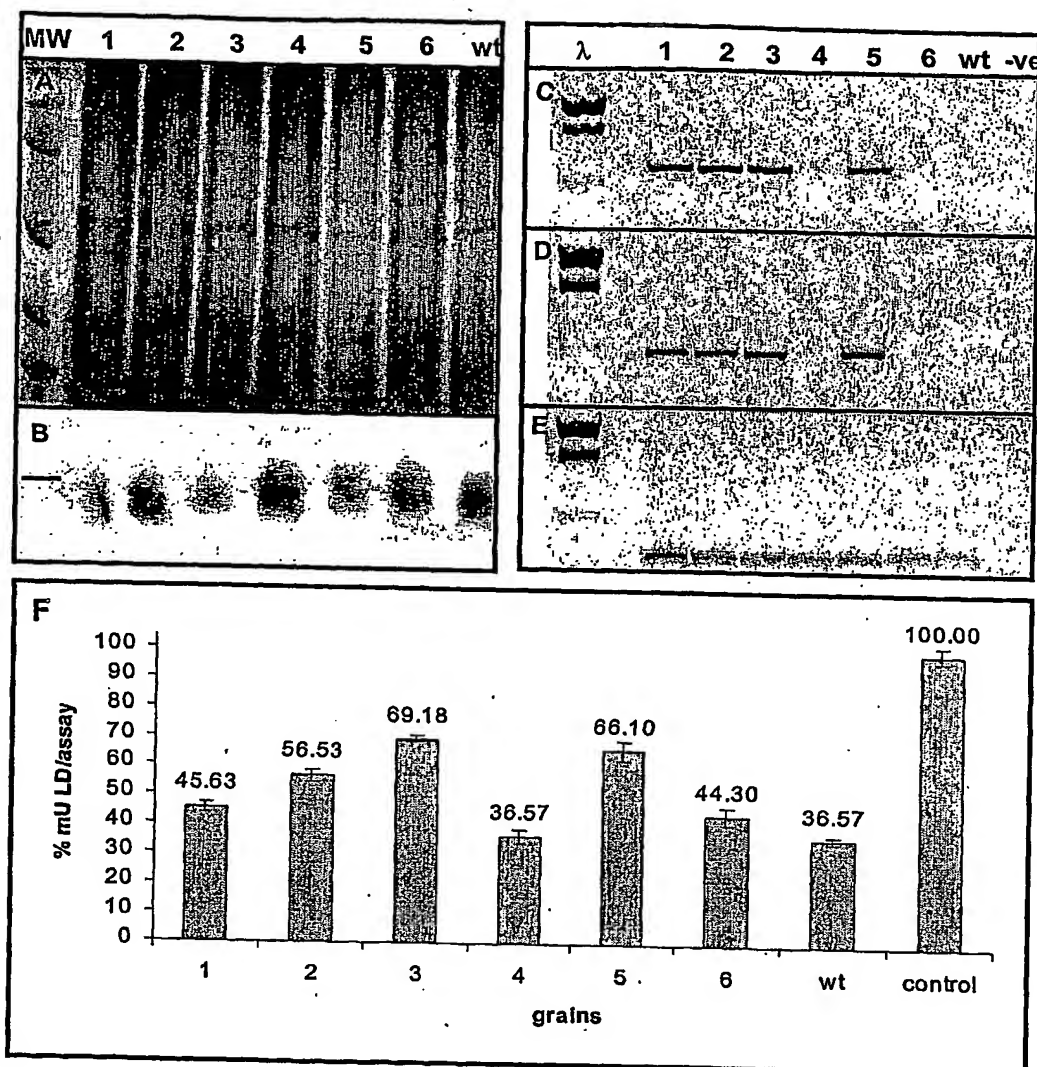 MW 1 2 3 4 5 6 wt
A
B
λ 1 2 3 4 5 6 wt -ve
C
D
E
F
% mU LD/assay
100
90
80
70
60
50
40
30
20
10
0
45.63
56.53
69.18
36.57
66.10
44.30
36.57
100.00
1 2 3 4 5 6 wt control
grains